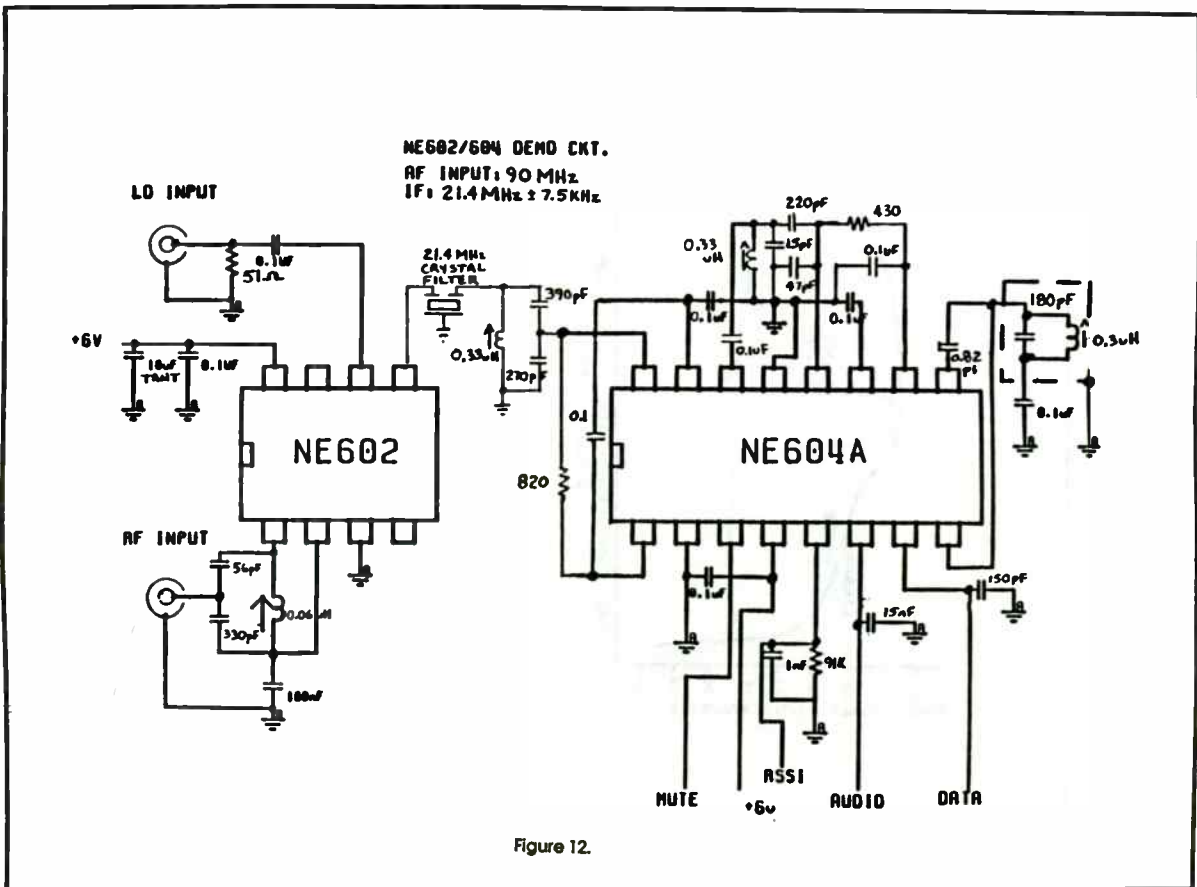 NE602/604 DEMO CKT.
RF INPUT: 90 MHz
IF: 21.4 MHz ± 7.5KHz
LO INPUT
0.1uF
51Ω
+6V
10uF
TANT
0.1uF
21.4 MHz
CRYSTAL
FILTER
390pF
0.33uH
270pF
NE602
RF INPUT
56pF
330pF
0.06uH
100nF
220pF
430
0.33
uH
15pF
47pF
0.1uF
0.1uF
0.1uF
0.1uF
0.1
820
NE604A
0.82
pf
180pF
0.3uH
0.1uF
0.1uF
1nF
91K
15nF
150pF
MUTE
+6v
RSSI
AUDIO
DATA
Figure 12.